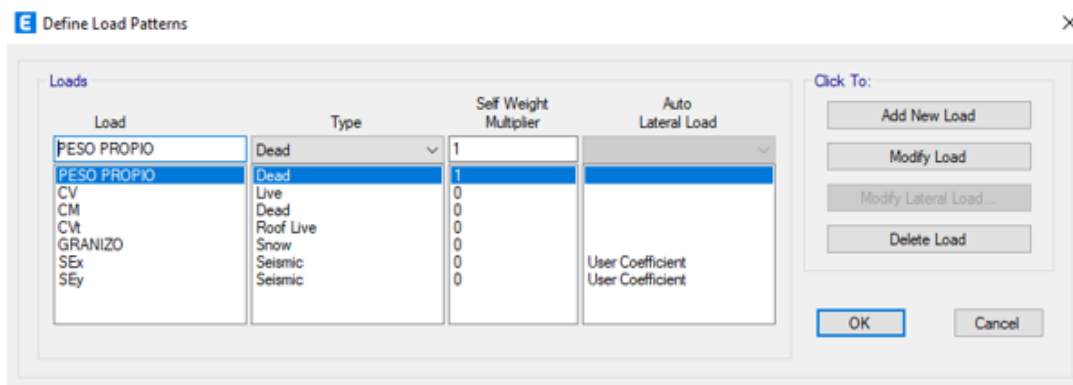 E Define Load Patterns
Loads
Click To:
Load Type Self Weight Multiplier Auto Lateral Load
PESO PROPIO Dead 1
PESO PROPIO Dead 1
CV Live 0
CM Dead 0
CVt Roof Live 0
GRANIZO Snow 0
SEx Seismic 0 User Coefficient
SEy Seismic 0 User Coefficient
Add New Load
Modify Load
Modify Lateral Load...
Delete Load
OK Cancel